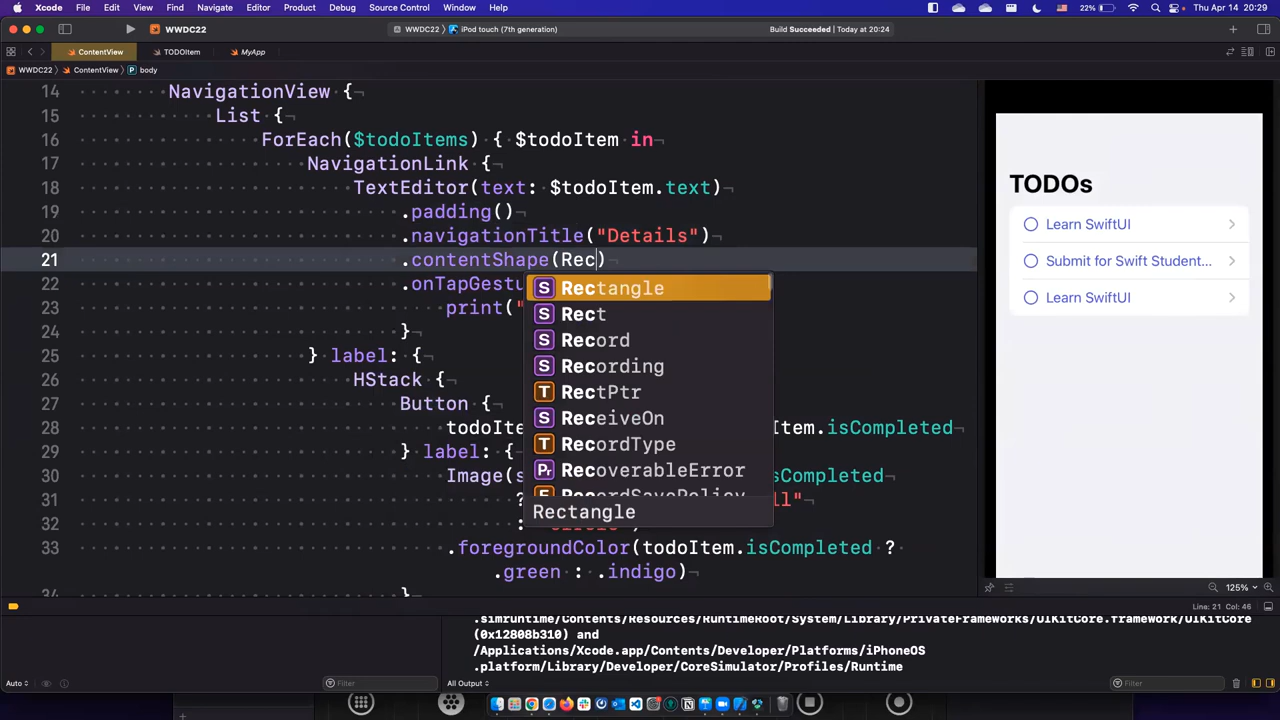 Xcode File Edit View Find Navigate Editor Product Debug Source Control Window Help 22% Thu Apr 14 20:29
WWDC22 WWDC22 iPod touch (7th generation) Build Succeeded | Today at 20:24
ContentView TODOItem MyApp
WWDC22 ContentView body
14 NavigationView {
15 List {
16 ForEach($todoItems) { $todoItem in
17 NavigationLink {
18 TextEditor(text: $todoItem.text)
19 .padding()
20 .navigationTitle("Details")
21 .contentShape(Rec)
22 .onTapGestu
23 print("
24 }
25 } label: {
26 HStack {
27 Button {
28 todoIte Item.isCompleted
29 } label: {
30 Image(s isCompleted
31 ? ll"
32 :
33 .foregroundColor(todoItem.isCompleted ?
.green : .indigo)
34 }
S Rectangle
S Rect
S Record
S Recording
T RectPtr
S ReceiveOn
T RecordType
Pr RecoverableError
RecordSavePolicy
Rectangle
TODOs
Learn SwiftUI
Submit for Swift Student...
Learn SwiftUI
125%
Line: 21 Col: 46
.simruntime/Contents/Resources/RuntimeRoot/System/Library/PrivateFrameworks/UIKitCore.framework/UIKitCore
(0x12808b310) and
/Applications/Xcode.app/Contents/Developer/Platforms/iPhoneOS
.platform/Library/Developer/CoreSimulator/Profiles/Runtime
Auto Filter All Output Filter